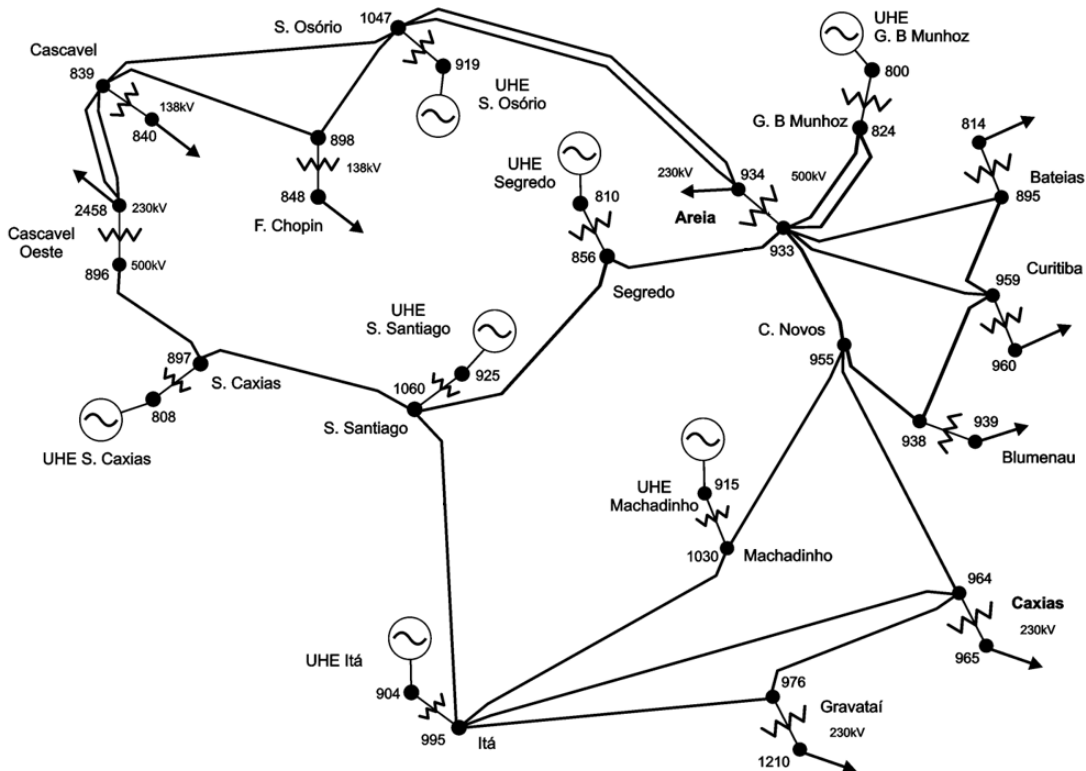 1047
S. Osório
919
UHE
S. Osório
Cascavel
839
138kV
840
898
138kV
848
F. Chopin
2458
230kV
Cascavel
Oeste
896
500kV
897
S. Caxias
808
UHE S. Caxias
UHE
S. Santiago
925
1060
S. Santiago
UHE
Segredo
810
856
Segredo
UHE
G. B Munhoz
800
G. B Munhoz
824
500kV
230kV
934
Areia
933
814
Bateias
895
959
Curitiba
960
C. Novos
955
938
939
Blumenau
UHE
Machadinho
915
1030
Machadinho
964
Caxias
230kV
965
UHE Itá
904
995
Itá
976
Gravataí
230kV
1210